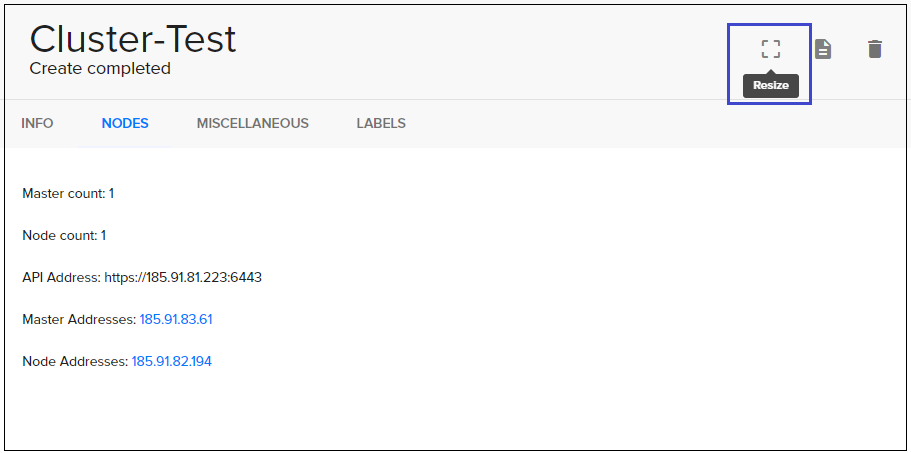 Cluster-Test
Create completed
Resize
INFO NODES MISCELLANEOUS LABELS
Master count: 1
Node count: 1
API Address: https://185.91.81.223:6443
Master Addresses: 185.91.83.61
Node Addresses: 185.91.82.194